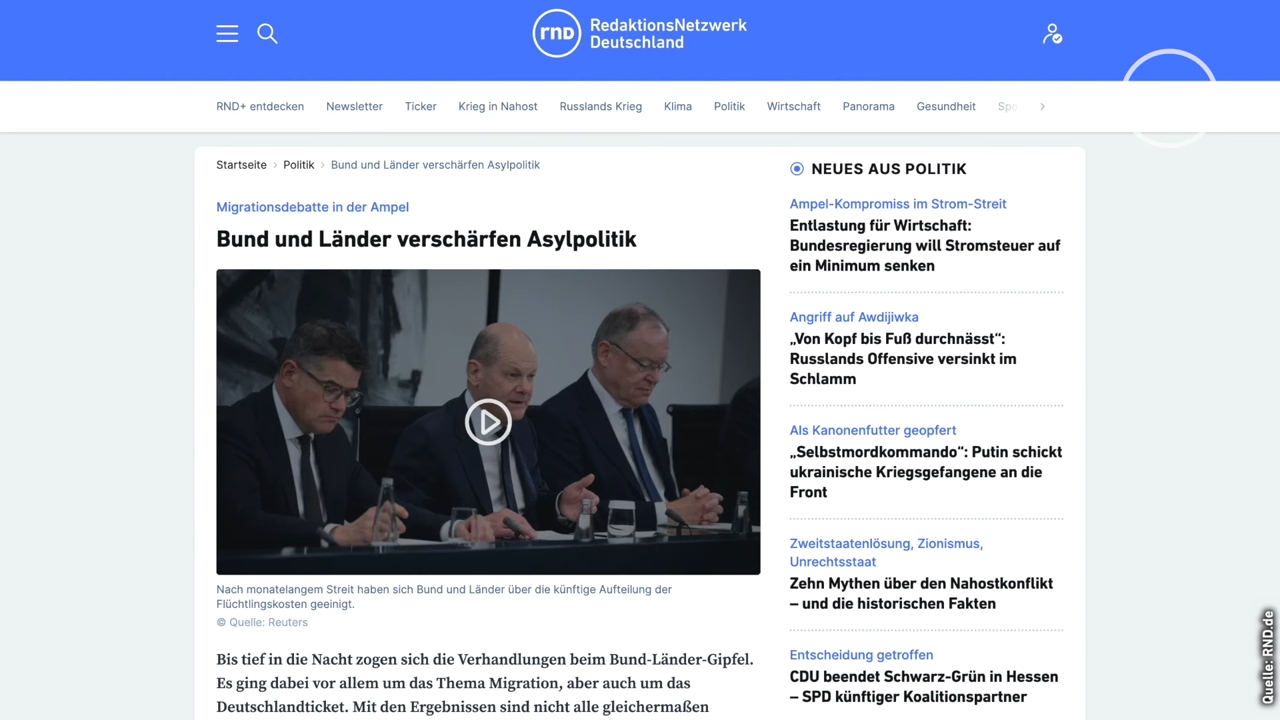 rnd RedaktionsNetzwerk
Deutschland
RND+ entdecken Newsletter Ticker Krieg in Nahost Russlands Krieg Klima Politik Wirtschaft Panorama Gesundheit Spo
Startseite Politik Bund und Länder verschärfen Asylpolitik
Migrationsdebatte in der Ampel
Bund und Länder verschärfen Asylpolitik
Nach monatelangem Streit haben sich Bund und Länder über die künftige Aufteilung der
Flüchtlingskosten geeinigt.
© Quelle: Reuters
Bis tief in die Nacht zogen sich die Verhandlungen beim Bund-Länder-Gipfel.
Es ging dabei vor allem um das Thema Migration, aber auch um das
Deutschlandticket. Mit den Ergebnissen sind nicht alle gleichermaßen
NEUES AUS POLITIK
Ampel-Kompromiss im Strom-Streit
Entlastung für Wirtschaft:
Bundesregierung will Stromsteuer auf
ein Minimum senken
Angriff auf Awdijiwka
„Von Kopf bis Fuß durchnässt“:
Russlands Offensive versinkt im
Schlamm
Als Kanonenfutter geopfert
„Selbstmordkommando“: Putin schickt
ukrainische Kriegsgefangene an die
Front
Zweitstaatenlösung, Zionismus,
Unrechtsstaat
Zehn Mythen über den Nahostkonflikt
– und die historischen Fakten
Entscheidung getroffen
CDU beendet Schwarz-Grün in Hessen
– SPD künftiger Koalitionspartner
Quelle: RND.de